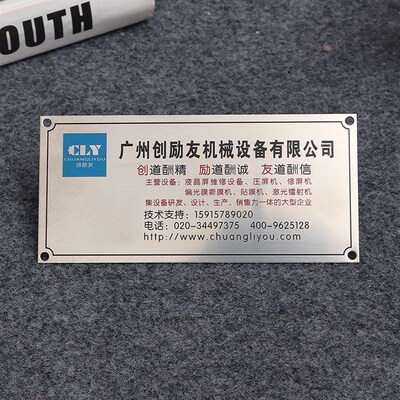 OUTH
CLY
CHUANGLIYOU
创励友
广州创励友机械设备有限公司
创道酬精 励道酬诚 友道酬信
主营设备：液晶屏维修设备、压屏机、修屏机
偏光膜撕膜机、贴膜机、激光镭射机
集设备研发、设计、生产、销售为一体的大型企业
技术支持：15915789020
电话：020-34497375 400-9625128
http://www.chuangliyou.com/